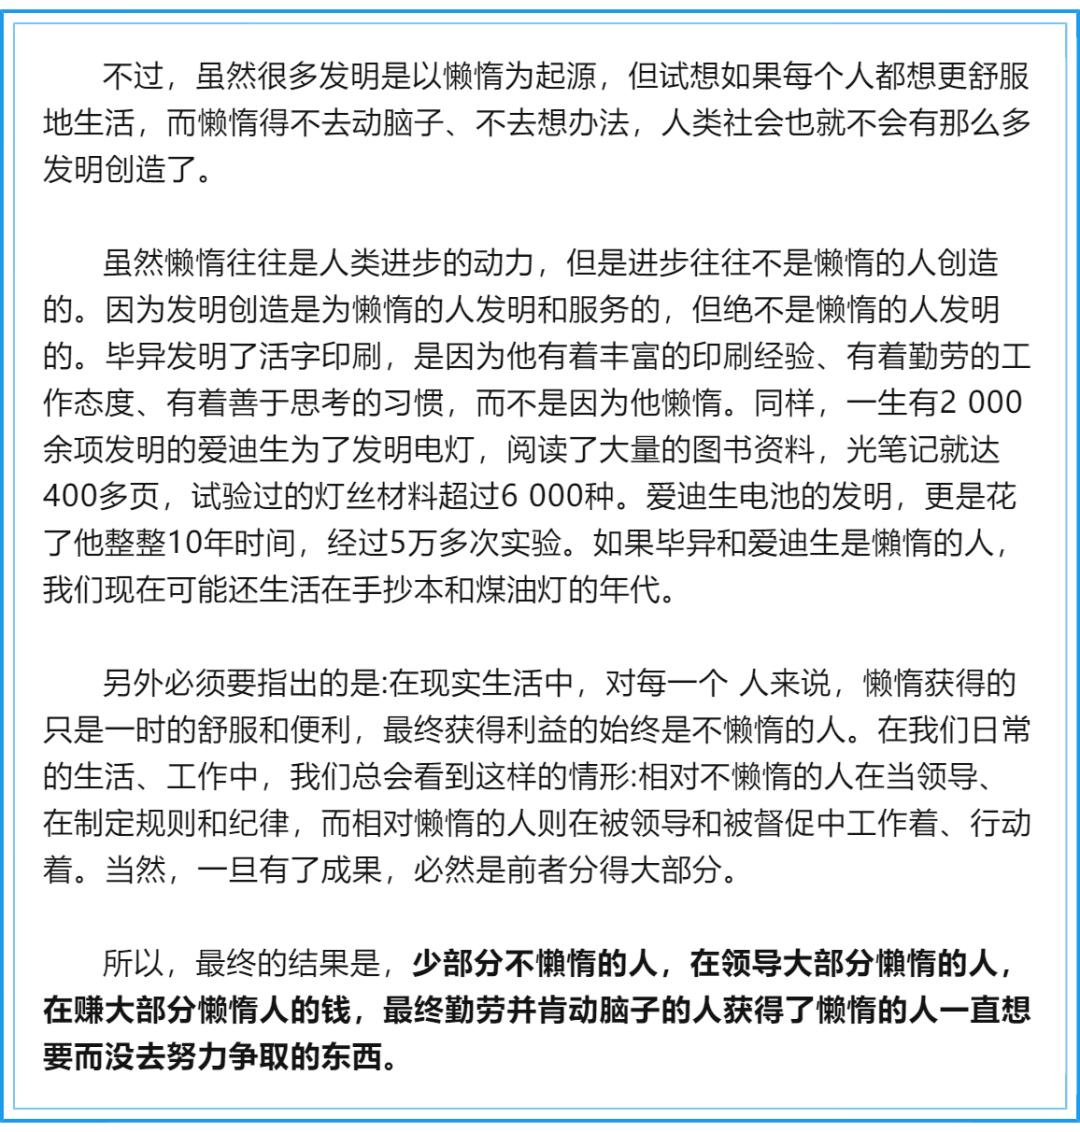 不过，虽然很多发明是以懒惰为起源，但试想如果每个人都想更舒服
地生活，而懒惰得不去动脑子、不去想办法，人类社会也就不会有那么多
发明创造了。
虽然懒惰往往是人类进步的动力，但是进步往往不是懒惰的人创造
的。因为发明创造是为懒惰的人发明和服务的，但绝不是懒惰的人发明
的。毕异发明了活字印刷，是因为他有着丰富的印刷经验、有着勤劳的工
作态度、有着善于思考的习惯，而不是因为他懒惰。同样，一生有2 000
余项发明的爱迪生为了发明电灯，阅读了大量的图书资料，光笔记就达
400多页，试验过的灯丝材料超过6 000种。爱迪生电池的发明，更是花
了他整整10年时间，经过5万多次实验。如果毕异和爱迪生是懶惰的人，
我们现在可能还生活在手抄本和煤油灯的年代。
另外必须要指出的是:在现实生活中，对每一个 人来说，懒惰获得的
只是一时的舒服和便利，最终获得利益的始终是不懒惰的人。在我们日常
的生活、工作中，我们总会看到这样的情形:相对不懒惰的人在当领导、
在制定规则和纪律，而相对懒惰的人则在被领导和被督促中工作着、行动
着。当然，一旦有了成果，必然是前者分得大部分。
所以，最终的结果是，少部分不懒惰的人，在领导大部分懒惰的人，
在赚大部分懒惰人的钱，最终勤劳并肯动脑子的人获得了懒惰的人一直想
要而没去努力争取的东西。